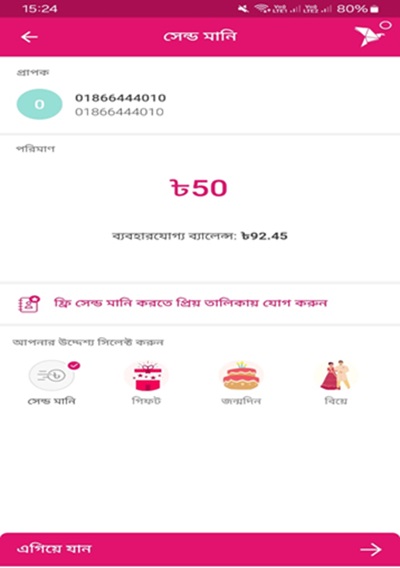 15:24
80%
সেন্ড মানি
প্রাপক
0
01866444010
01866444010
পরিমাণ
৳50
ব্যবহারযোগ্য ব্যালেন্স: ৳92.45
ফ্রি সেন্ড মানি করতে প্রিয় তালিকায় যোগ করুন
আপনার উদ্দেশ্য সিলেক্ট করুন
সেন্ড মানি গিফট জন্মদিন বিয়ে
এগিয়ে যান